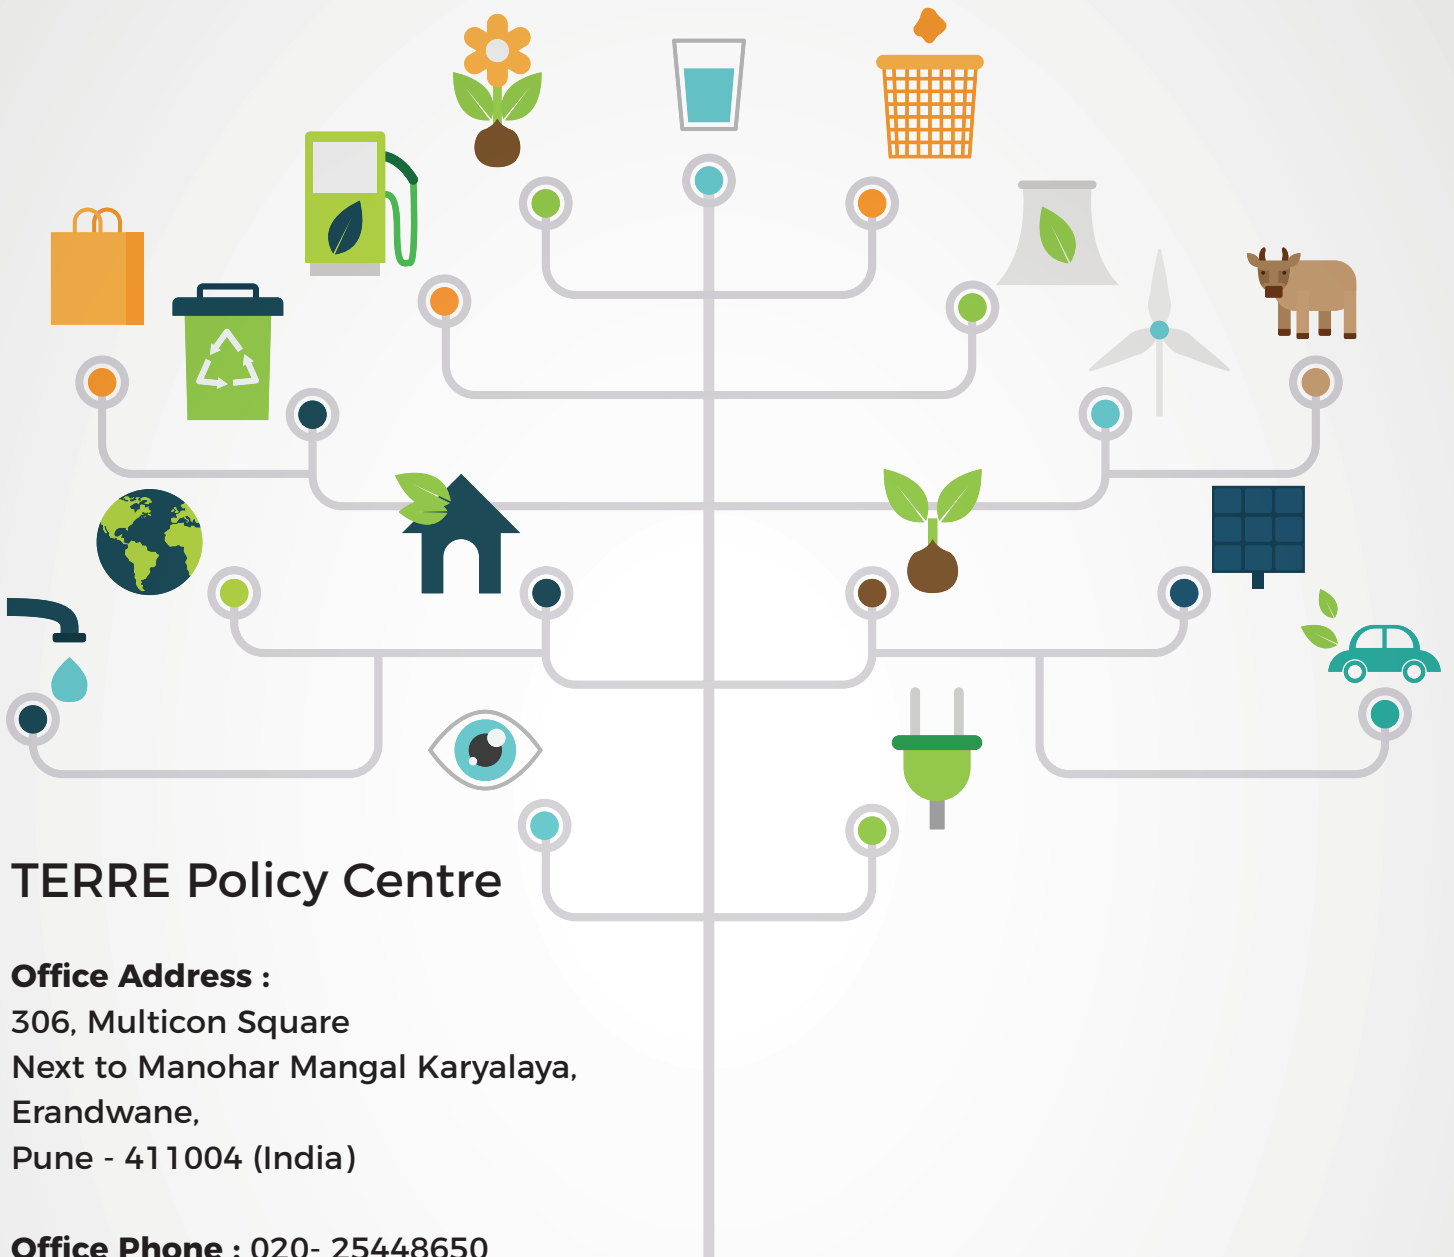 TERRE Policy Centre
Office Address :
306, Multicon Square
Next to Manohar Mangal Karyalaya,
Erandwane,
Pune - 411004 (India)
Office Phone : 020- 25448650